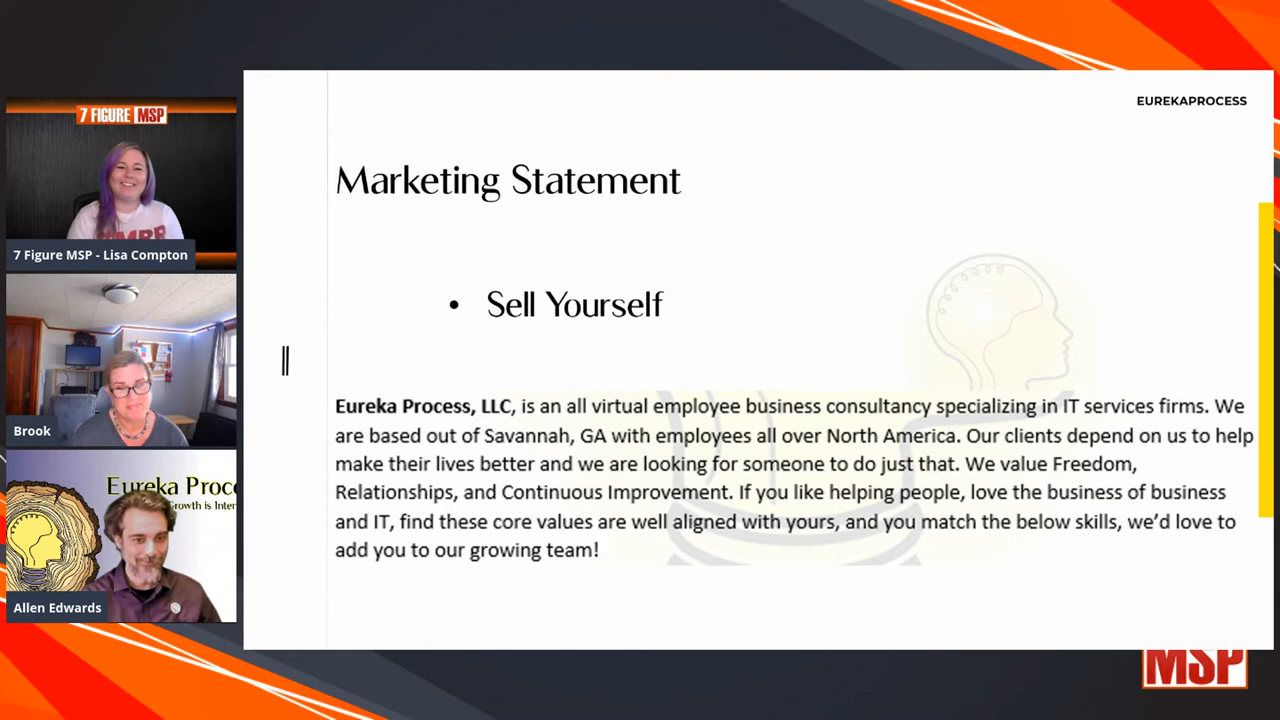 7 FIGURE MSP
7 Figure MSP - Lisa Compton
Brook
Eureka Proc
rowth is Inter
Allen Edwards
EUREKAPROCESS
Marketing Statement
• Sell Yourself
Eureka Process, LLC, is an all virtual employee business consultancy specializing in IT services firms. We
are based out of Savannah, GA with employees all over North America. Our clients depend on us to help
make their lives better and we are looking for someone to do just that. We value Freedom,
Relationships, and Continuous Improvement. If you like helping people, love the business of business
and IT, find these core values are well aligned with yours, and you match the below skills, we’d love to
add you to our growing team!
MSP